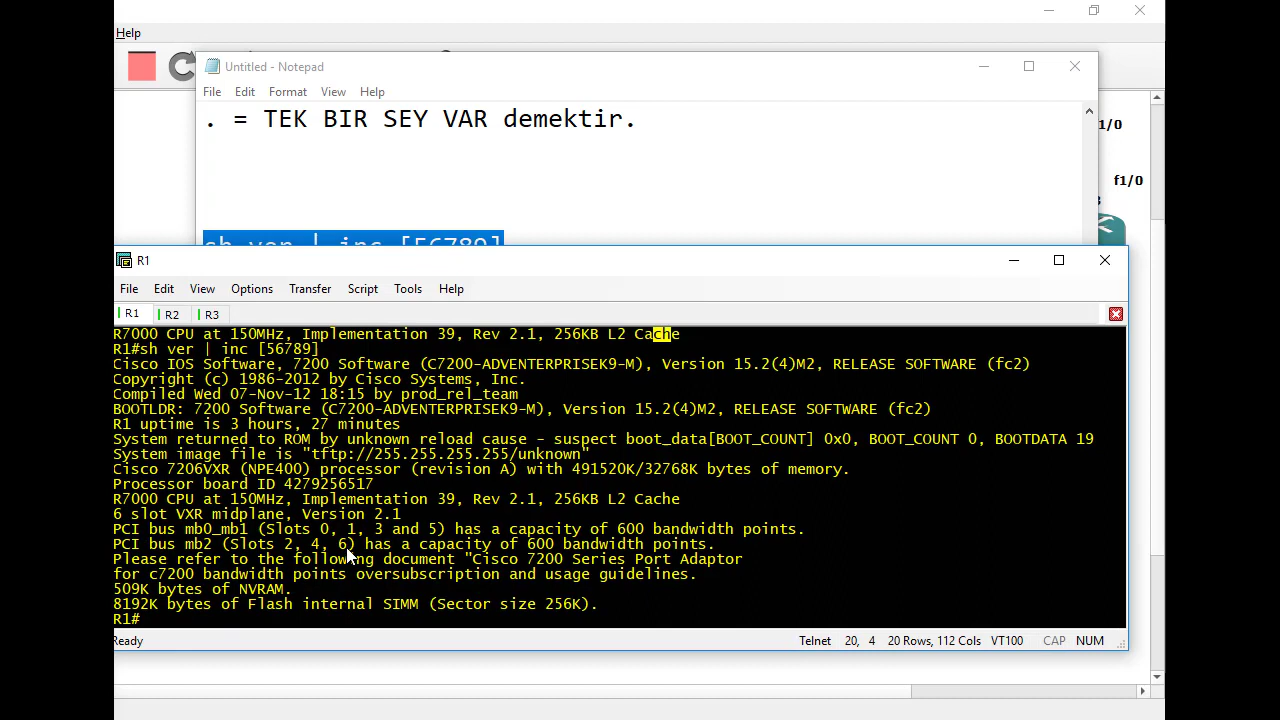 Help
Untitled - Notepad
File Edit Format View Help
. = TEK BIR SEY VAR demektir.
1/0
f1/0
3
sh ver | inc [56789]
R1
File Edit View Options Transfer Script Tools Help
R1 R2 R3
R7000 CPU at 150MHz, Implementation 39, Rev 2.1, 256KB L2 Cache
R1#sh ver | inc [56789]
Cisco IOS Software, 7200 Software (C7200-ADVENTERPRISEK9-M), Version 15.2(4)M2, RELEASE SOFTWARE (fc2)
Copyright (c) 1986-2012 by Cisco Systems, Inc.
Compiled Wed 07-Nov-12 18:15 by prod_rel_team
BOOTLDR: 7200 Software (C7200-ADVENTERPRISEK9-M), Version 15.2(4)M2, RELEASE SOFTWARE (fc2)
R1 uptime is 3 hours, 27 minutes
System returned to ROM by unknown reload cause - suspect boot_data[BOOT_COUNT] 0x0, BOOT_COUNT 0, BOOTDATA 19
System image file is "tftp://255.255.255.255/unknown"
Cisco 7206VXR (NPE400) processor (revision A) with 491520K/32768K bytes of memory.
Processor board ID 4279256517
R7000 CPU at 150MHz, Implementation 39, Rev 2.1, 256KB L2 Cache
6 slot VXR midplane, Version 2.1
PCI bus mb0_mb1 (Slots 0, 1, 3 and 5) has a capacity of 600 bandwidth points.
PCI bus mb2 (Slots 2, 4, 6) has a capacity of 600 bandwidth points.
Please refer to the following document "Cisco 7200 Series Port Adaptor
for c7200 bandwidth points oversubscription and usage guidelines.
509K bytes of NVRAM.
8192K bytes of Flash internal SIMM (Sector size 256K).
R1#
Ready Telnet 20, 4 20 Rows, 112 Cols VT100 CAP NUM